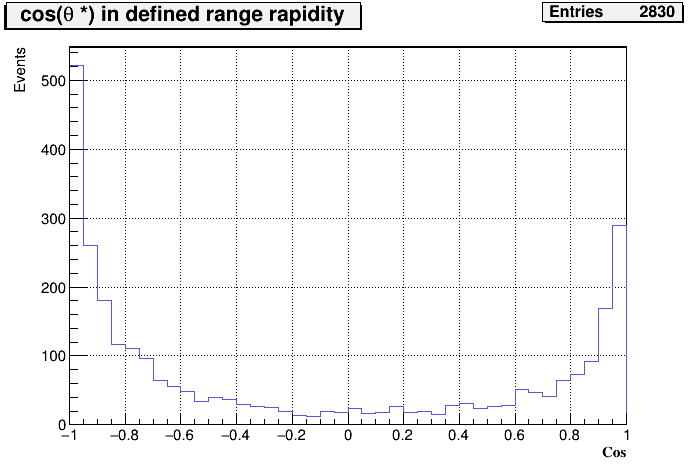 cos(θ *) in defined range rapidity
Entries 2830
Events
500
400
300
200
100
0
−1 −0.8 −0.6 −0.4 −0.2 0 0.2 0.4 0.6 0.8 1
Cos